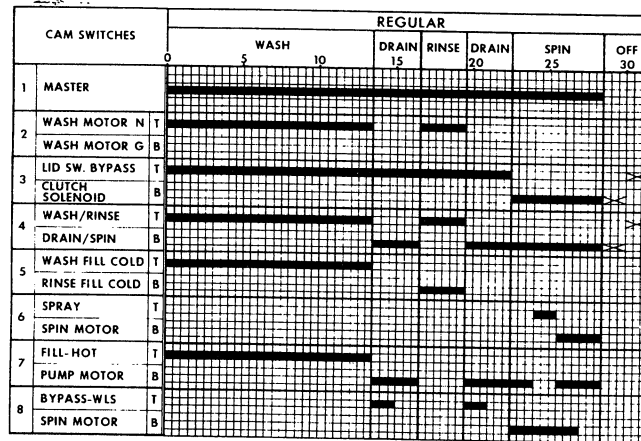 CAM SWITCHES
REGULAR
WASH DRAIN RINSE DRAIN SPIN OFF
0 5 10 15 20 25 30
1 MASTER
2 WASH MOTOR N T
WASH MOTOR G B
3 LID SW. BYPASS T
CLUTCH SOLENOID B
4 WASH/RINSE T
DRAIN/SPIN B
5 WASH FILL COLD T
RINSE FILL COLD B
6 SPRAY T
SPIN MOTOR B
7 FILL-HOT T
PUMP MOTOR B
8 BYPASS-WLS T
SPIN MOTOR B